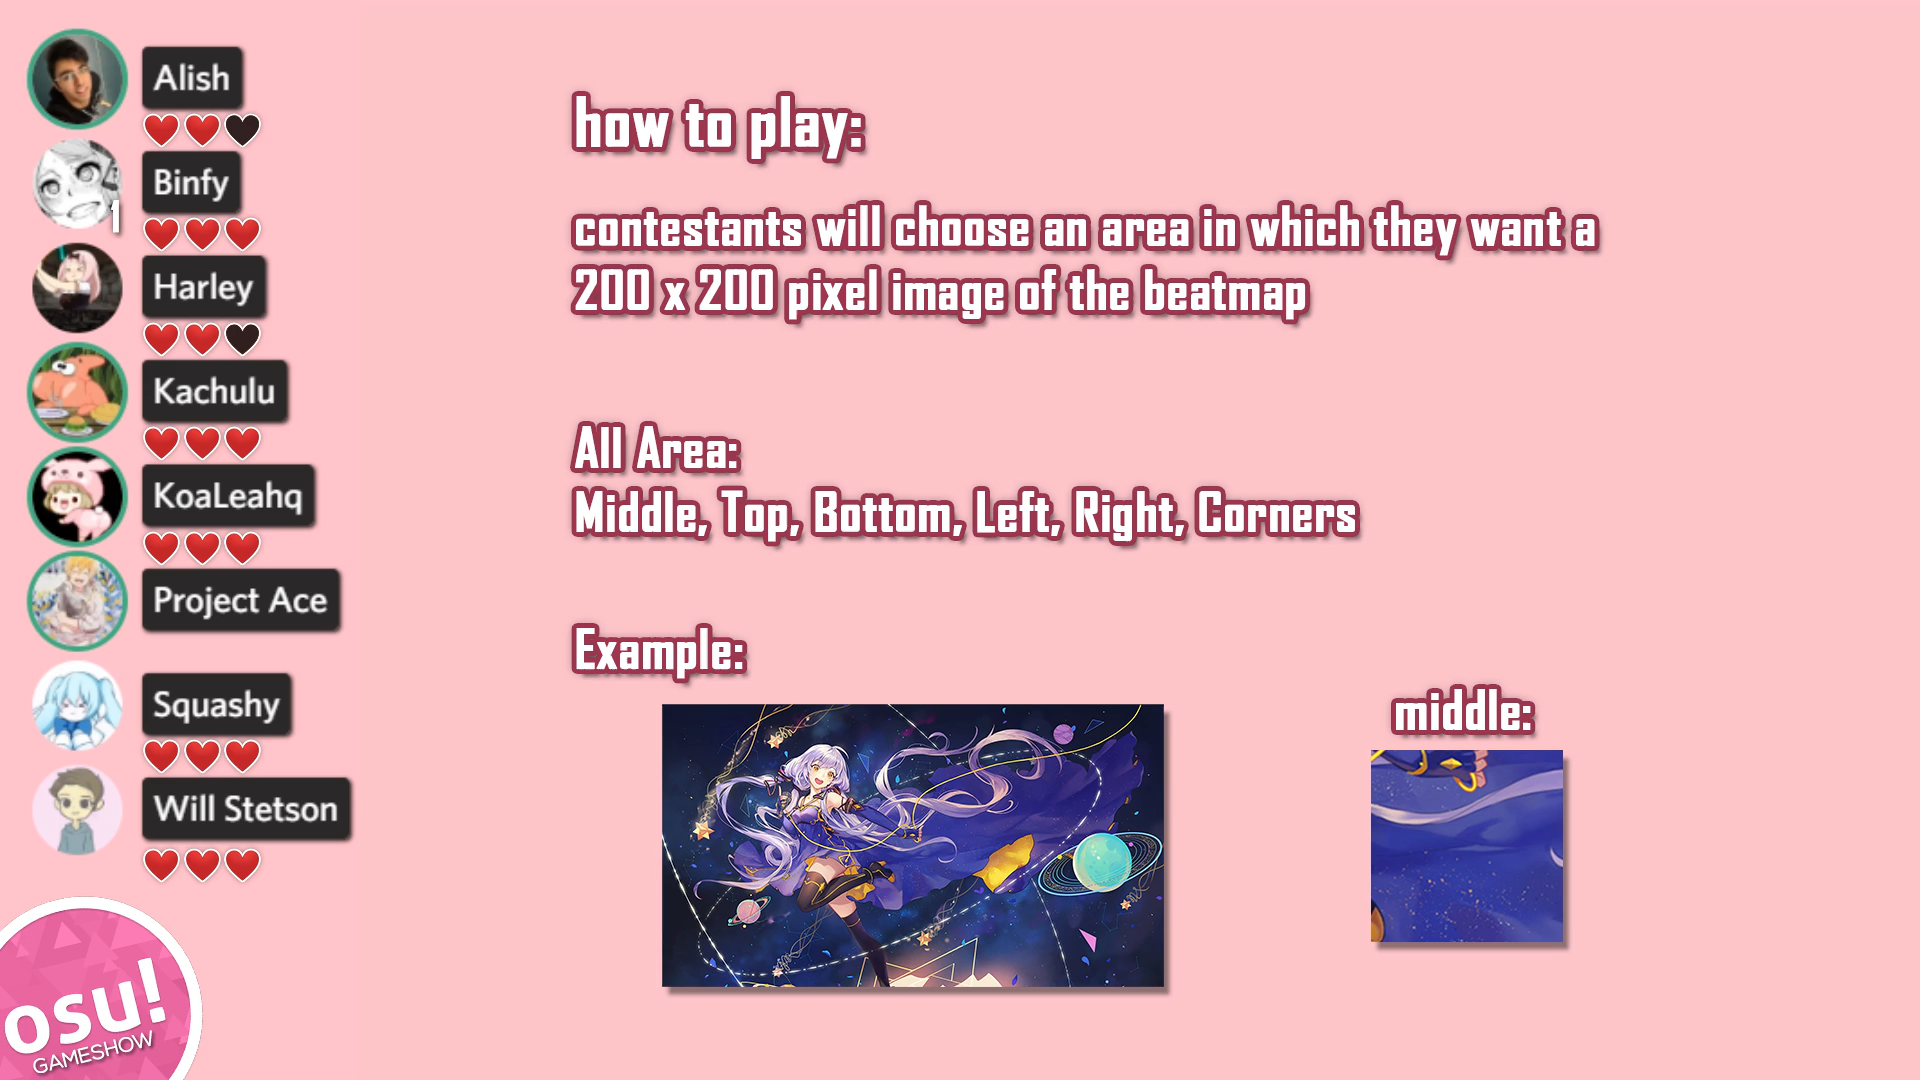 Alish
Binfy
1
Harley
Kachulu
KoaLeahq
Project Ace
Squashy
Will Stetson
osu!
GAMESHOW
how to play:
contestants will choose an area in which they want a
200 x 200 pixel image of the beatmap
All Area:
Middle, Top, Bottom, Left, Right, Corners
Example:
middle: